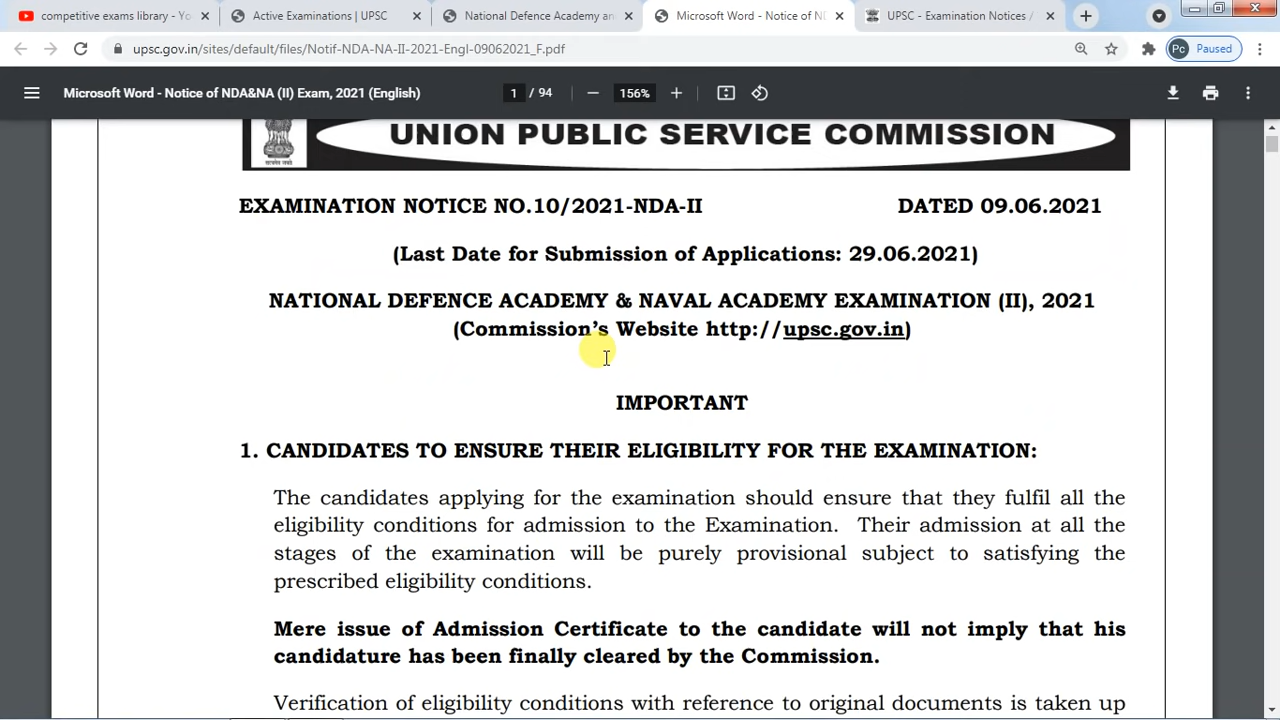 competitive exams library - Yo
Active Examinations | UPSC
National Defence Academy an
Microsoft Word - Notice of ND
UPSC - Examination Notices /
upsc.gov.in/sites/default/files/Notif-NDA-NA-II-2021-Engl-09062021_F.pdf
Pc Paused
Microsoft Word - Notice of NDA&NA (II) Exam, 2021 (English)
1 / 94
156%
UNION PUBLIC SERVICE COMMISSION
EXAMINATION NOTICE NO.10/2021-NDA-II DATED 09.06.2021
(Last Date for Submission of Applications: 29.06.2021)
NATIONAL DEFENCE ACADEMY & NAVAL ACADEMY EXAMINATION (II), 2021
(Commission's Website http://upsc.gov.in)
IMPORTANT
1. CANDIDATES TO ENSURE THEIR ELIGIBILITY FOR THE EXAMINATION:
The candidates applying for the examination should ensure that they fulfil all the
eligibility conditions for admission to the Examination. Their admission at all the
stages of the examination will be purely provisional subject to satisfying the
prescribed eligibility conditions.
Mere issue of Admission Certificate to the candidate will not imply that his
candidature has been finally cleared by the Commission.
Verification of eligibility conditions with reference to original documents is taken up